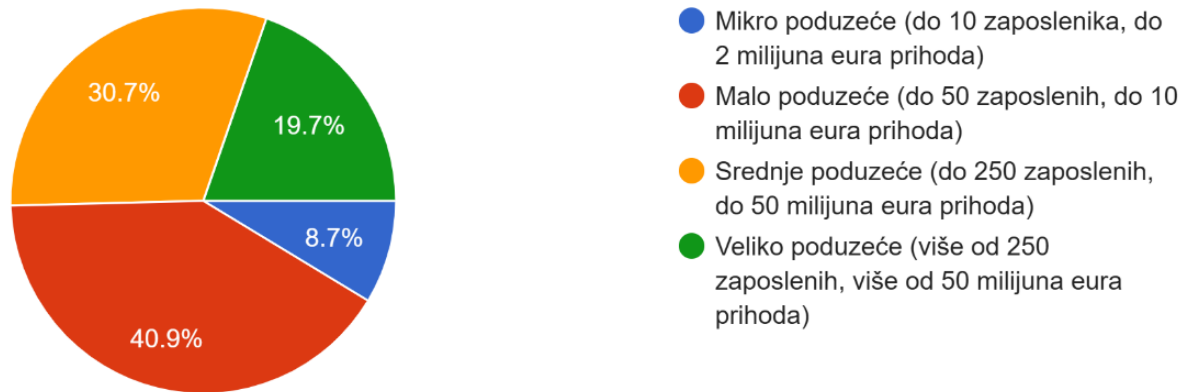 30.7%
19.7%
8.7%
40.9%
Mikro poduzeće (do 10 zaposlenika, do
2 milijuna eura prihoda)
Malo poduzeće (do 50 zaposlenih, do 10
milijuna eura prihoda)
Srednje poduzeće (do 250 zaposlenih,
do 50 milijuna eura prihoda)
Veliko poduzeće (više od 250
zaposlenih, više od 50 milijuna eura
prihoda)